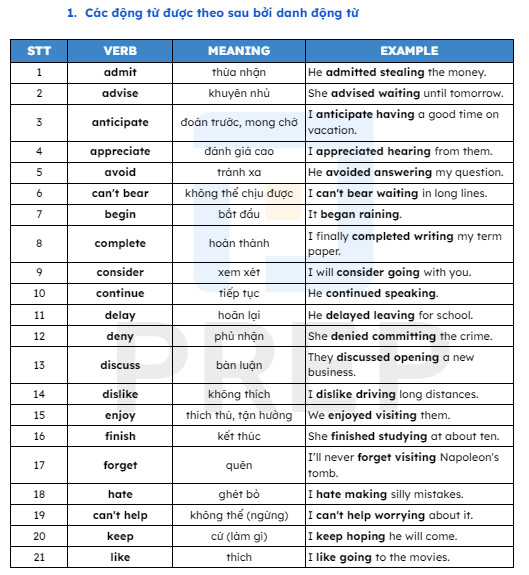 1. Các động từ được theo sau bởi danh động từ
STT VERB MEANING EXAMPLE
1 admit thừa nhận He admitted stealing the money.
2 advise khuyên nhủ She advised waiting until tomorrow.
3 anticipate đoán trước, mong chờ I anticipate having a good time on
vacation.
4 appreciate đánh giá cao I appreciated hearing from them.
5 avoid tránh xa He avoided answering my question.
6 can't bear không thể chịu được I can't bear waiting in long lines.
7 begin bắt đầu It began raining.
8 complete hoàn thành I finally completed writing my term
paper.
9 consider xem xét I will consider going with you.
10 continue tiếp tục He continued speaking.
11 delay hoãn lại He delayed leaving for school.
12 deny phủ nhận She denied committing the crime.
13 discuss bàn luận They discussed opening a new
business.
14 dislike không thích I dislike driving long distances.
15 enjoy thích thú, tận hưởng We enjoyed visiting them.
16 finish kết thúc She finished studying at about ten.
17 forget quên I'll never forget visiting Napoleon's
tomb.
18 hate ghét bỏ I hate making silly mistakes.
19 can't help không thể (ngừng) I can't help worrying about it.
20 keep cứ (làm gì) I keep hoping he will come.
21 like thích I like going to the movies.
PREP